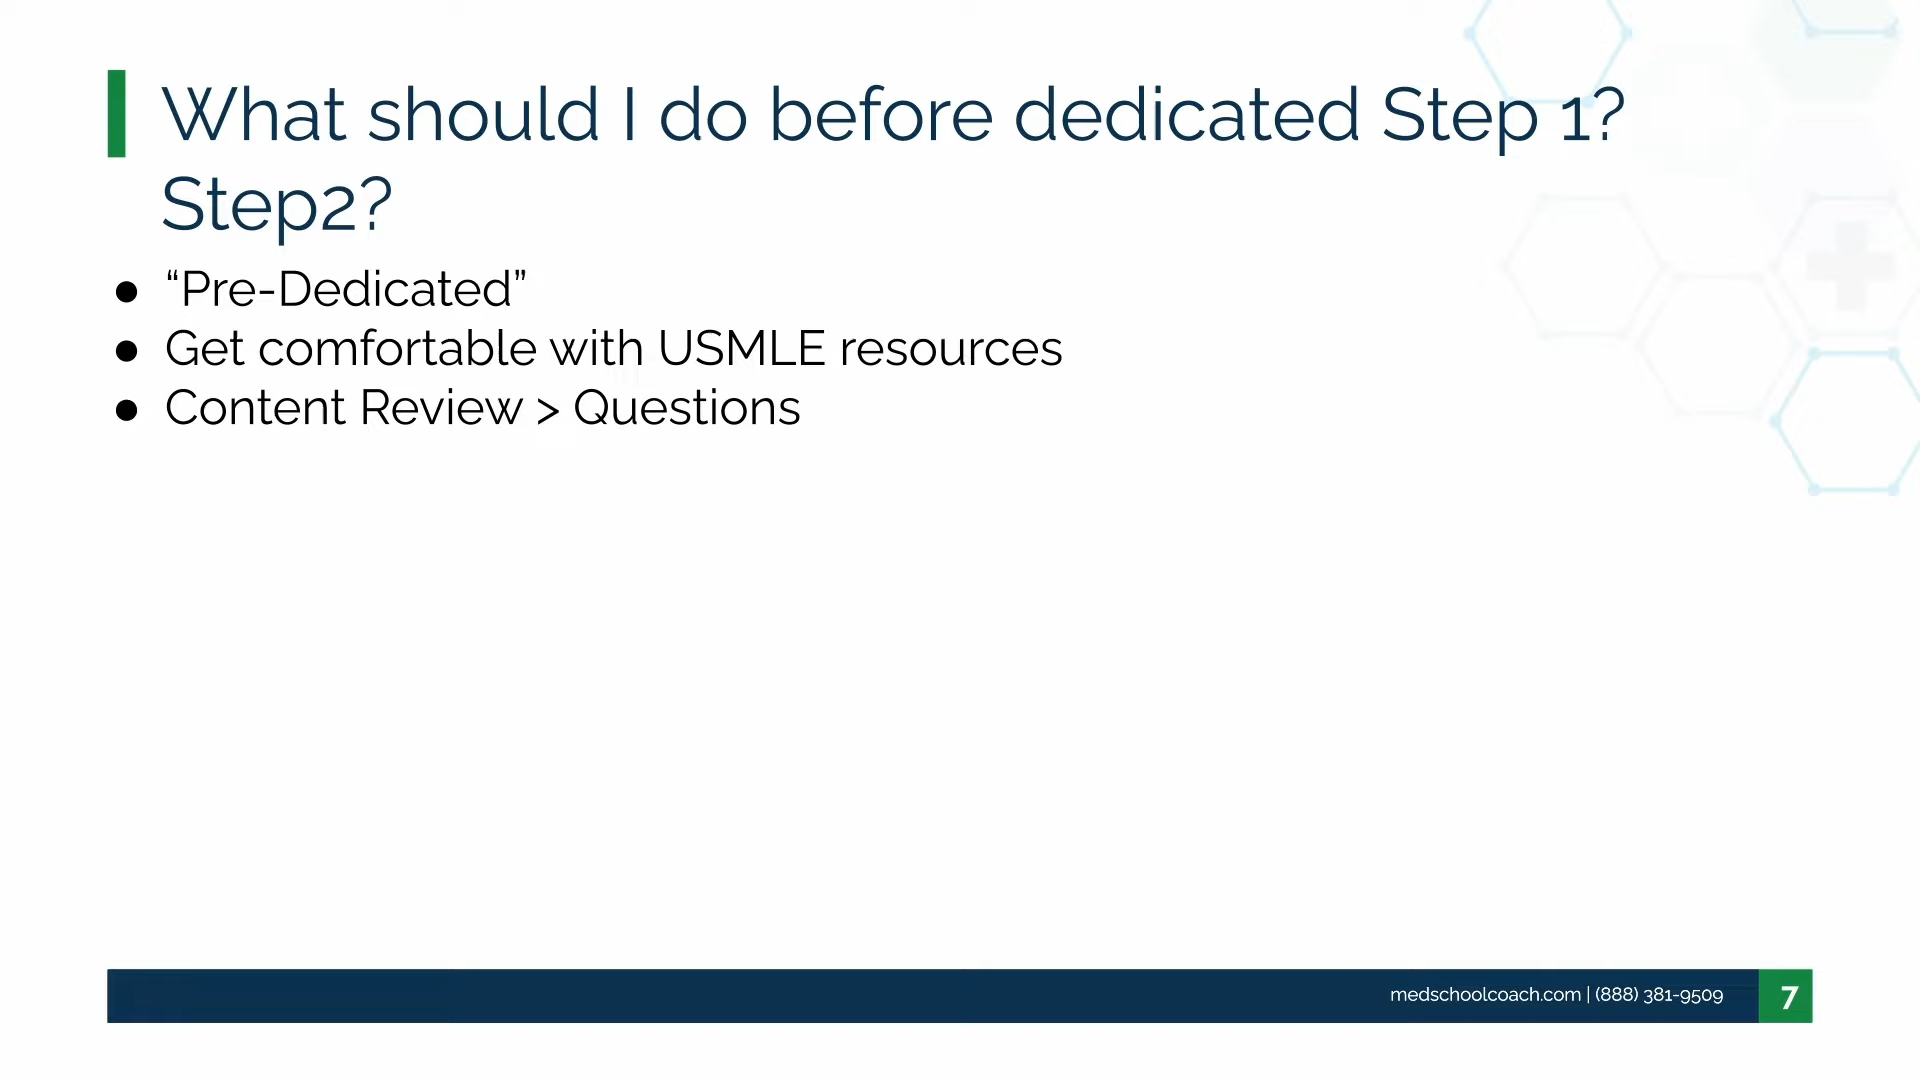 What should I do before dedicated Step 1?
Step2?
● “Pre-Dedicated”
● Get comfortable with USMLE resources
● Content Review > Questions
medschoolcoach.com | (888) 381-9509
7